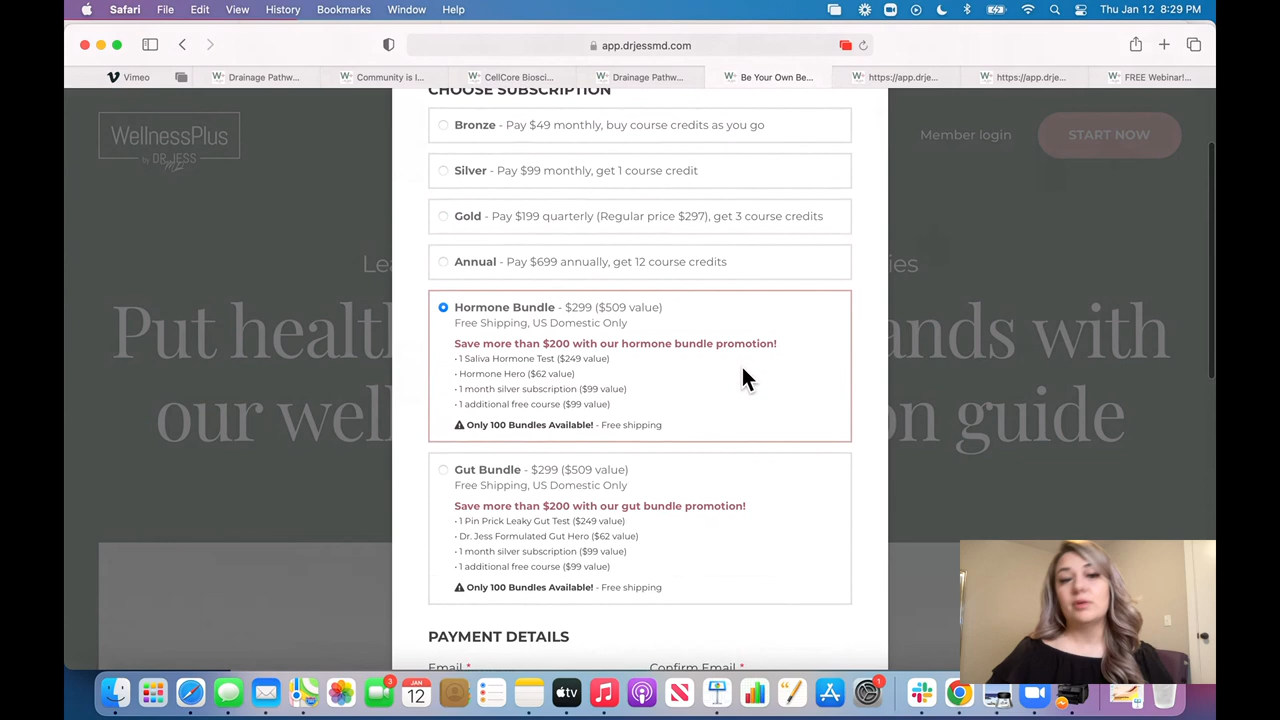 Safari File Edit View History Bookmarks Window Help Thu Jan 12 8:29 PM
app.drjessmd.com
Vimeo Drainage Pathw... Community is I... CellCore Biosci... Drainage Pathw... Be Your Own Be... https://app.drje... https://app.drje... FREE Webinar!...
CHOOSE SUBSCRIPTION
WellnessPlus
by DR. JESS MD
Member login
START NOW
Bronze - Pay $49 monthly, buy course credits as you go
Silver - Pay $99 monthly, get 1 course credit
Gold - Pay $199 quarterly (Regular price $297), get 3 course credits
Annual - Pay $699 annually, get 12 course credits
Hormone Bundle - $299 ($509 value)
Free Shipping, US Domestic Only
Save more than $200 with our hormone bundle promotion!
• 1 Saliva Hormone Test ($249 value)
• Hormone Hero ($62 value)
• 1 month silver subscription ($99 value)
• 1 additional free course ($99 value)
Only 100 Bundles Available! - Free shipping
Gut Bundle - $299 ($509 value)
Free Shipping, US Domestic Only
Save more than $200 with our gut bundle promotion!
• 1 Pin Prick Leaky Gut Test ($249 value)
• Dr. Jess Formulated Gut Hero ($62 value)
• 1 month silver subscription ($99 value)
• 1 additional free course ($99 value)
Only 100 Bundles Available! - Free shipping
Put heal ands with
our wel on guide
PAYMENT DETAILS
Email * Confirm Email *
3 JAN 12 tv 1